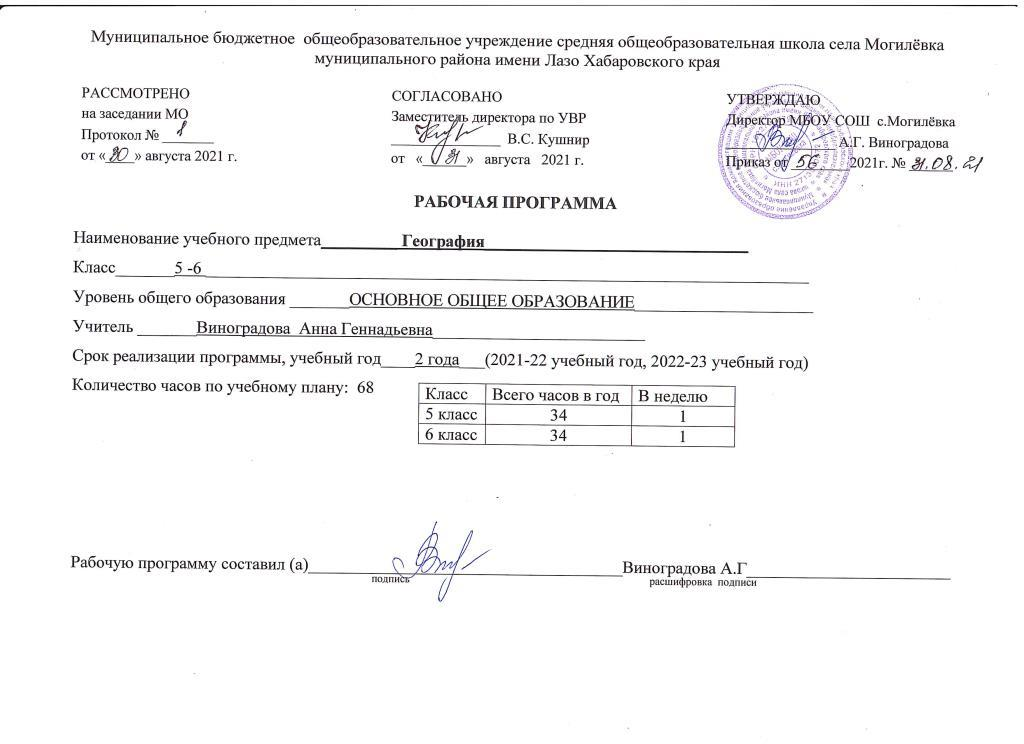 Муниципальное бюджетное общеобразовательное учреждение средняя общеобразовательная школа села Могилёвка
муниципального района имени Лазо Хабаровского края
РАССМОТРЕНО
на заседании МО
Протокол № 1
от «30» августа 2021 г.
СОГЛАСОВАНО
Заместитель директора по УВР
В.С. Кушнир
от «31» августа 2021 г.
УТВЕРЖДАЮ
Директор МБОУ СОШ с.Могилёвка
А.Г. Виноградова
Приказ от 56 2021г. № 31.08.21
РАБОЧАЯ ПРОГРАММА
Наименование учебного предмета География
Класс 5 -6
Уровень общего образования ОСНОВНОЕ ОБЩЕЕ ОБРАЗОВАНИЕ
Учитель Виноградова Анна Геннадьевна
Срок реализации программы, учебный год 2 года (2021-22 учебный год, 2022-23 учебный год)
Количество часов по учебному плану: 68
Класс Всего часов в год В неделю
5 класс 34 1
6 класс 34 1
Рабочую программу составил (а) Виноградова А.Г
подпись расшифровка подписи